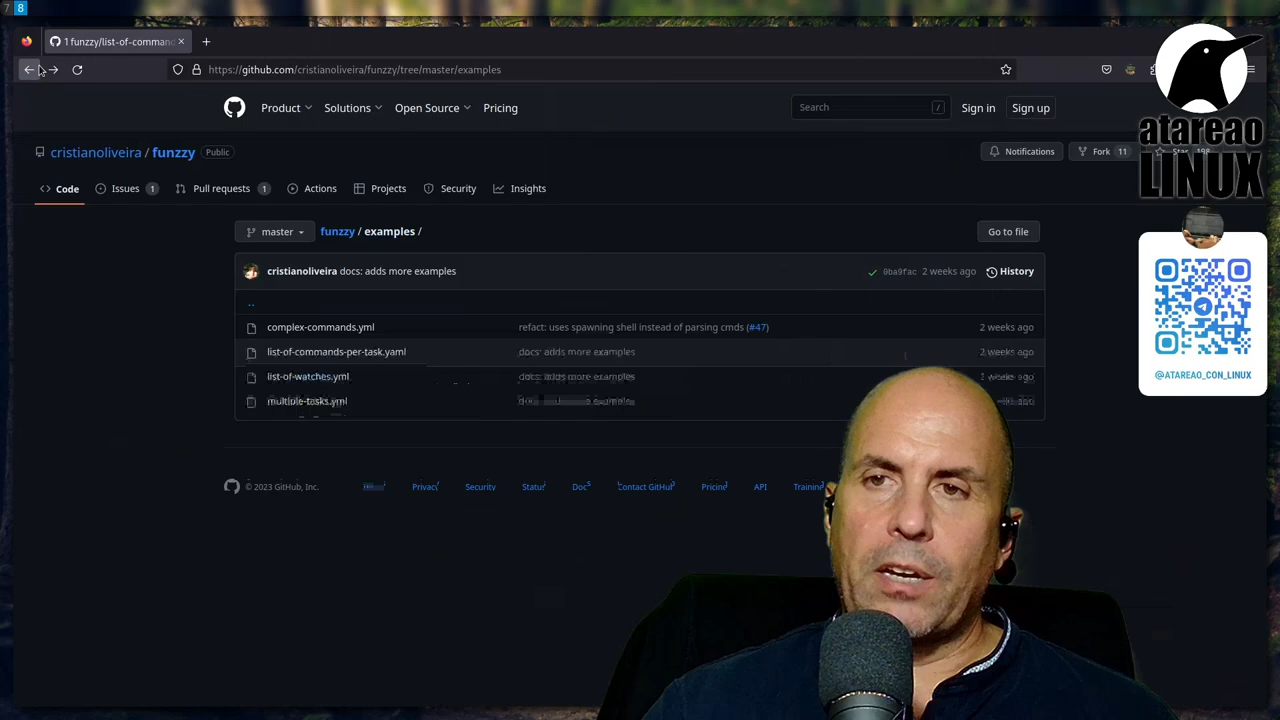 7 8
1 funzzy/list-of-comman
https://github.com/cristianoliveira/funzzy/tree/master/examples
Product Solutions Open Source Pricing
Search /
Sign in Sign up
cristianoliveira / funzzy Public
Notifications Fork 11
Code Issues 1 Pull requests 1 Actions Projects Security Insights
master funzzy / examples /
Go to file
cristianoliveira docs: adds more examples 0ba9fac 2 weeks ago History
..
complex-commands.yml refact: uses spawning shell instead of parsing cmds (#47) 2 weeks ago
list-of-commands-per-task.yaml docs: adds more examples 2 weeks ago
list-of-watches.yml docs: adds more examples
multiple-tasks.yml
© 2023 GitHub, Inc. Privacy Security Status Docs Contact GitHub Pricing API Training
atareao
LINUX
@ATAREAO_CON_LINUX